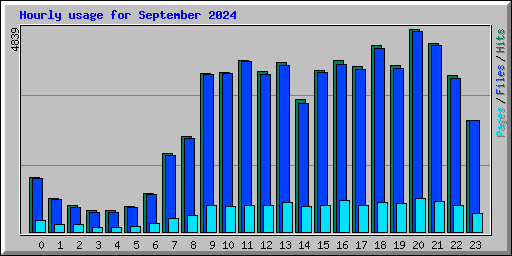 Hourly usage for September 2024
4839
Pages/Files/Hits
0 1 2 3 4 5 6 7 8 9 10 11 12 13 14 15 16 17 18 19 20 21 22 23